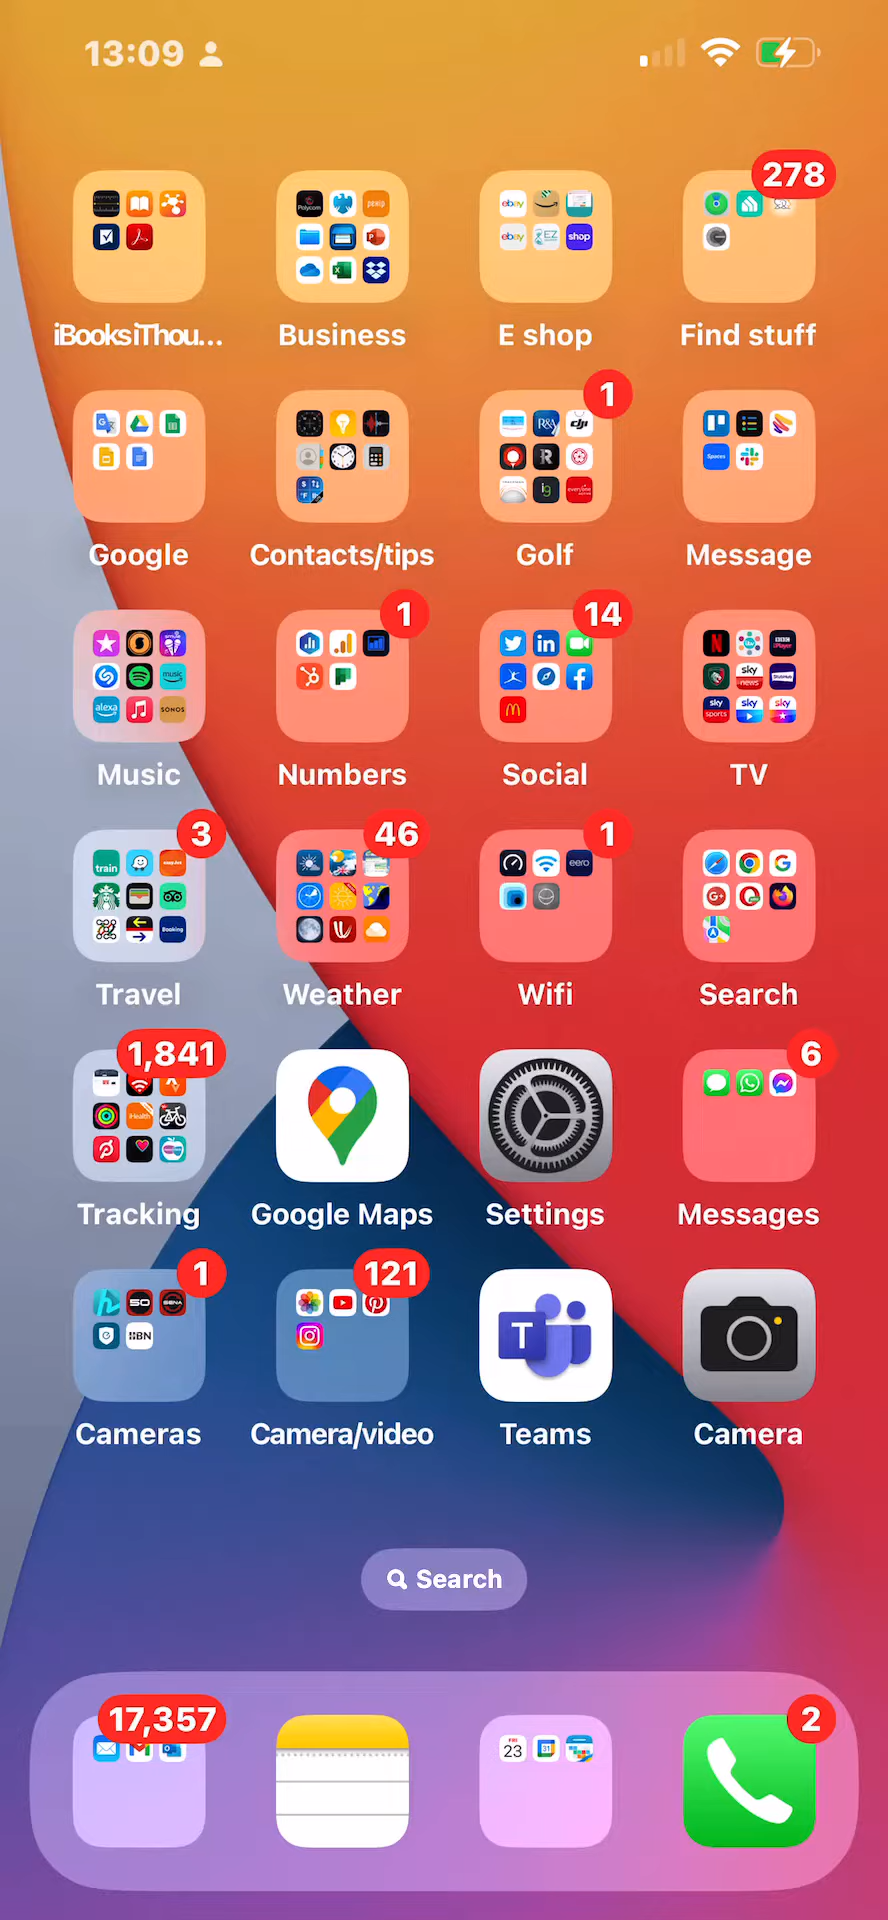 13:09
278
iBooksiThou...
Business
E shop
Find stuff
1
Google
Contacts/tips
Golf
Message
1
14
Music
Numbers
Social
TV
3
46
1
Travel
Weather
Wifi
Search
1,841
6
Tracking
Google Maps
Settings
Messages
1
121
T
Cameras
Camera/video
Teams
Camera
Search
17,357
2
FRI
23